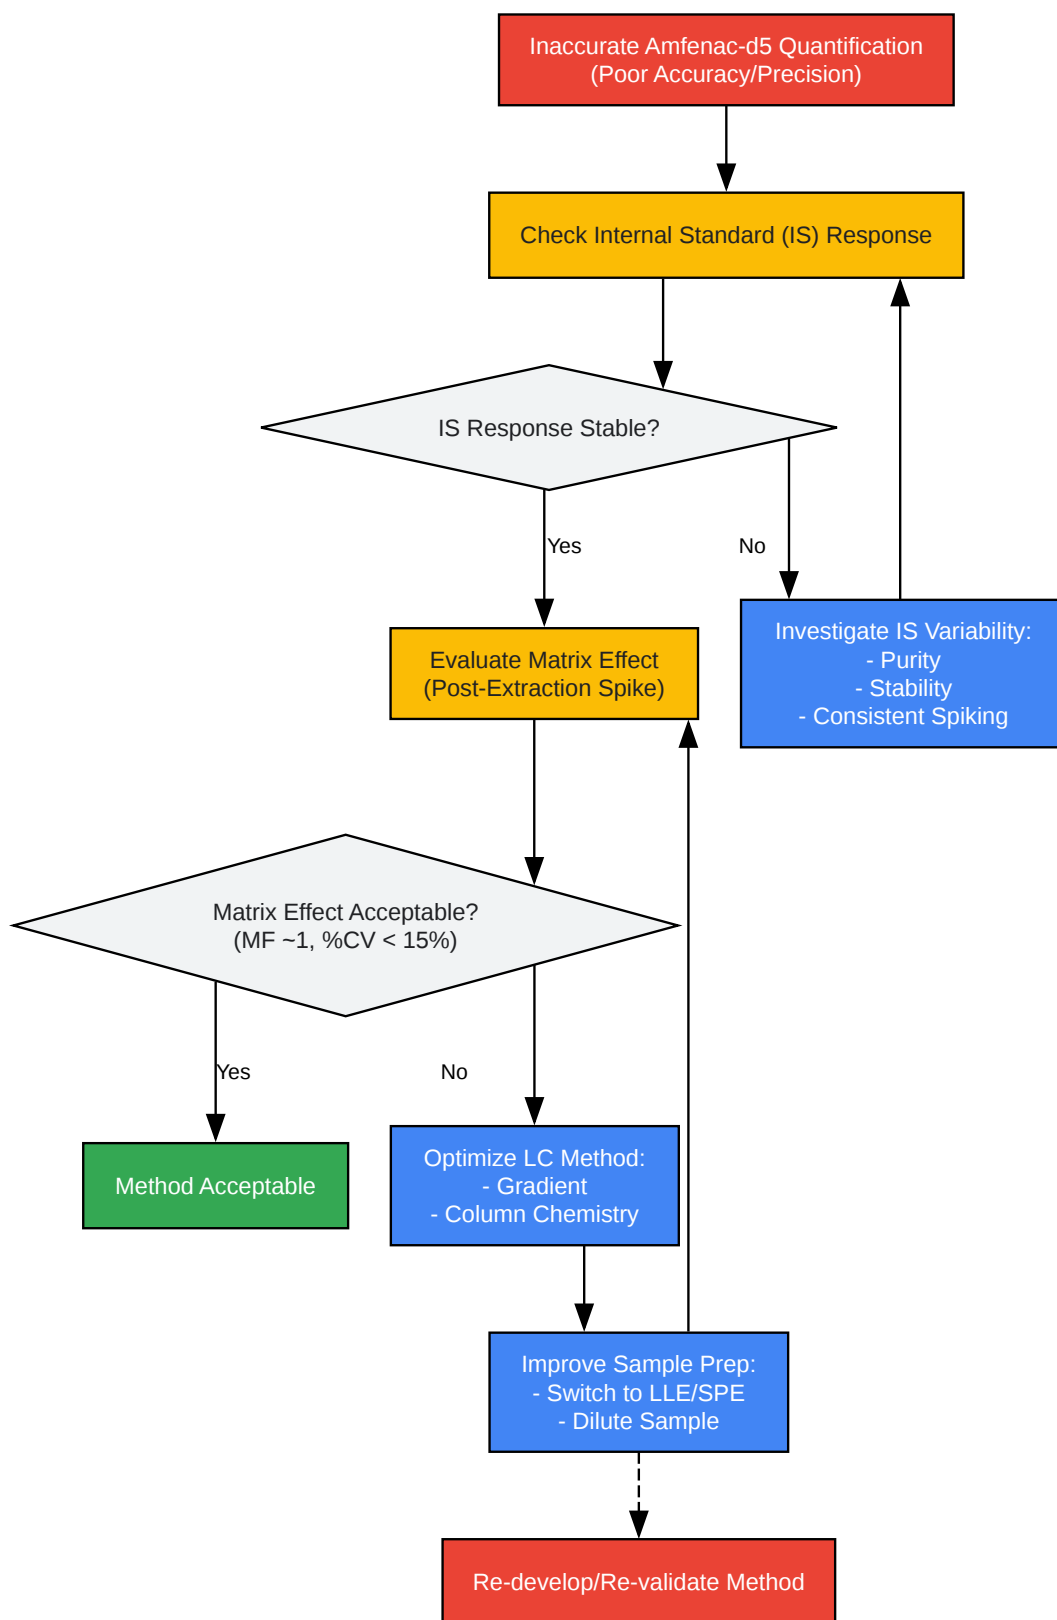 Inaccurate Amfenac-d5 Quantification
(Poor Accuracy/Precision)
Check Internal Standard (IS) Response
IS Response Stable?
Yes
No
Investigate IS Variability:
- Purity
- Stability
- Consistent Spiking
Evaluate Matrix Effect
(Post-Extraction Spike)
Matrix Effect Acceptable?
(MF ~1, %CV < 15%)
Yes
No
Method Acceptable
Optimize LC Method:
- Gradient
- Column Chemistry
Improve Sample Prep:
- Switch to LLE/SPE
- Dilute Sample
Re-develop/Re-validate Method